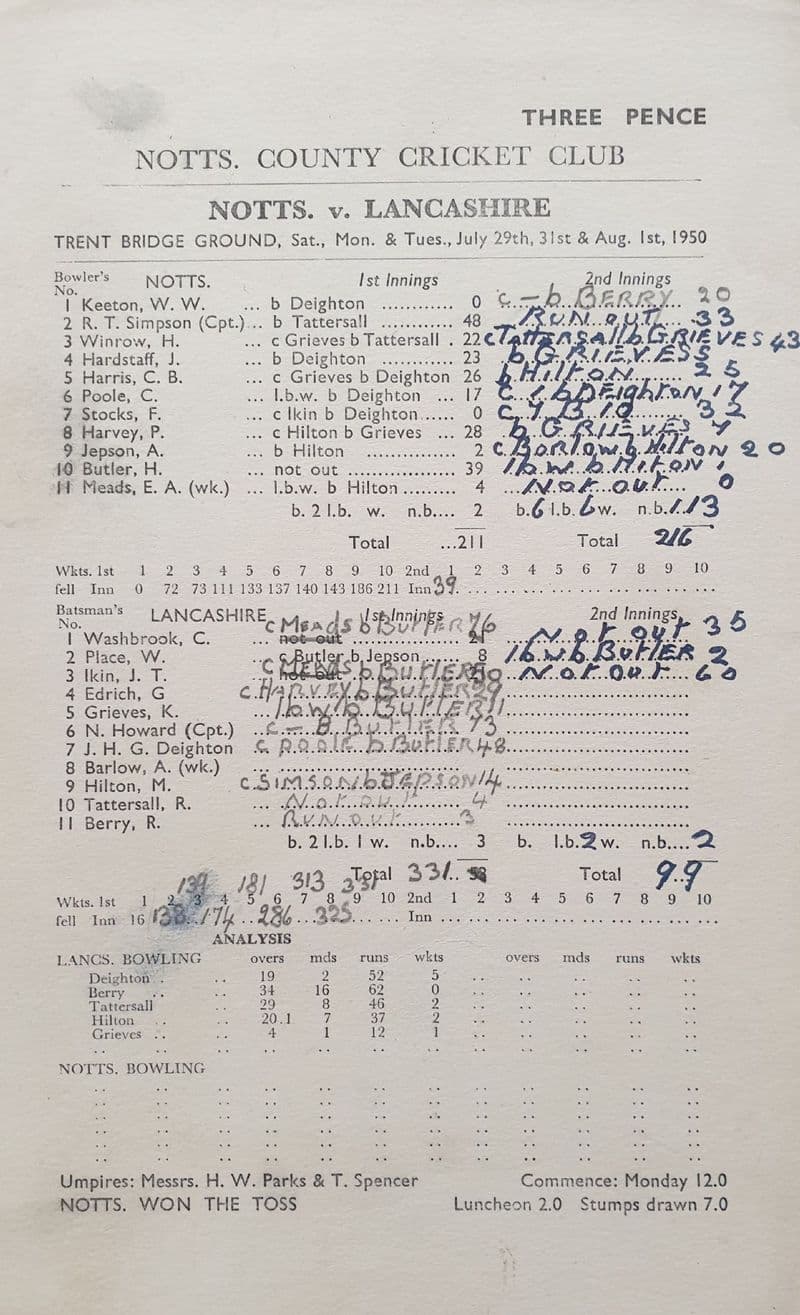 THREE PENCE
NOTTS. COUNTY CRICKET CLUB
NOTTS. v. LANCASHIRE
TRENT BRIDGE GROUND, Sat., Mon. & Tues., July 29th, 31st & Aug. 1st, 1950
Bowler's No. NOTTS. 1st Innings 2nd Innings
1 Keeton, W. W. ... b Deighton ............ 0 C. — b. BERRY.. 20
2 R. T. Simpson (Cpt.)... b Tattersall ............ 48 RUN OUT 33
3 Winrow, H. ... c Grieves b Tattersall . 22 C TATTERSALL b GRIEVES 43
4 Hardstaff, J. ... b Deighton ............ 23 b. GRIEVES 5
5 Harris, C. B. ... c Grieves b Deighton 26 b HILTON 25
6 Poole, C. ... l.b.w. b Deighton ... 17 DEIGHTON 17
7 Stocks, F. ... c Ikin b Deighton...... 0 C. 32
8 Harvey, P. ... c Hilton b Grieves ... 28 b. GRIEVES
9 Jepson, A. ... b Hilton ............... 2 C. BARLOW b HILTON 20
10 Butler, H. ... not out .................. 39 lbw b HILTON 1
11 Meads, E. A. (wk.) ... l.b.w. b Hilton ......... 4 NOT OUT 0
b. 2 l.b. w. n.b.... 2 b. 6 l.b. 6 w. n.b. 1 13
Total ...211 Total 216
Wkts. 1st 1 2 3 4 5 6 7 8 9 10 2nd 1 2 3 4 5 6 7 8 9 10
fell Inn 0 72 73 111 133 137 140 143 186 211 Inn 39
Batsman's No. LANCASHIRE 1st Innings 2nd Innings
1 Washbrook, C. ... not out C MEADS b BUTLER NOT OUT 35
2 Place, W. ... c Butler b Jepson...... 8 lbw b BUTLER 2
3 Ikin, J. T. b. BUTLER NOT OUT 60
4 Edrich, G c. HARVEY b. BUTLER
5 Grieves, K. ... l.b.w. b. BUTLER
6 N. Howard (Cpt.) BUTLER 13
7 J. H. G. Deighton C. POOLE b. BUTLER 48
8 Barlow, A. (wk.) ...
9 Hilton, M. C. SIMSON b JEPSON 14
10 Tattersall, R. ... NOT OUT 4
11 Berry, R. ... RUN OUT 3
b. 2 l.b. 1 w. n.b.... 3 b. l.b. 2 w. n.b.... 2
139 181 313 Total 331 Total 99
Wkts. 1st 1 2 3 4 5 6 7 8 9 10 2nd 1 2 3 4 5 6 7 8 9 10
fell Inn 16 138 174 286 325 Inn
ANALYSIS
LANCS. BOWLING overs mds runs wkts overs mds runs wkts
Deighton 19 2 52 5
Berry 34 16 62 0
Tattersall 29 8 46 2
Hilton 20.1 7 37 2
Grieves 4 1 12 1
NOTTS. BOWLING
Umpires: Messrs. H. W. Parks & T. Spencer Commence: Monday 12.0
NOTTS. WON THE TOSS Luncheon 2.0 Stumps drawn 7.0